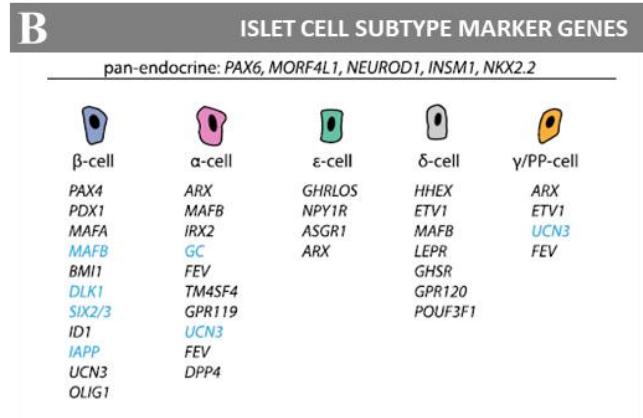 B ISLET CELL SUBTYPE MARKER GENES
pan-endocrine: PAX6, MORF4L1, NEUROD1, INSM1, NKX2.2
β-cell
PAX4
PDX1
MAFA
MAFB
BMI1
DLK1
SIX2/3
ID1
IAPP
UCN3
OLIG1
α-cell
ARX
MAFB
IRX2
GC
FEV
TM4SF4
GPR119
UCN3
FEV
DPP4
ε-cell
GHRLOS
NPY1R
ASGR1
ARX
δ-cell
HHEX
ETV1
MAFB
LEPR
GHSR
GPR120
POUF3F1
γ/PP-cell
ARX
ETV1
UCN3
FEV